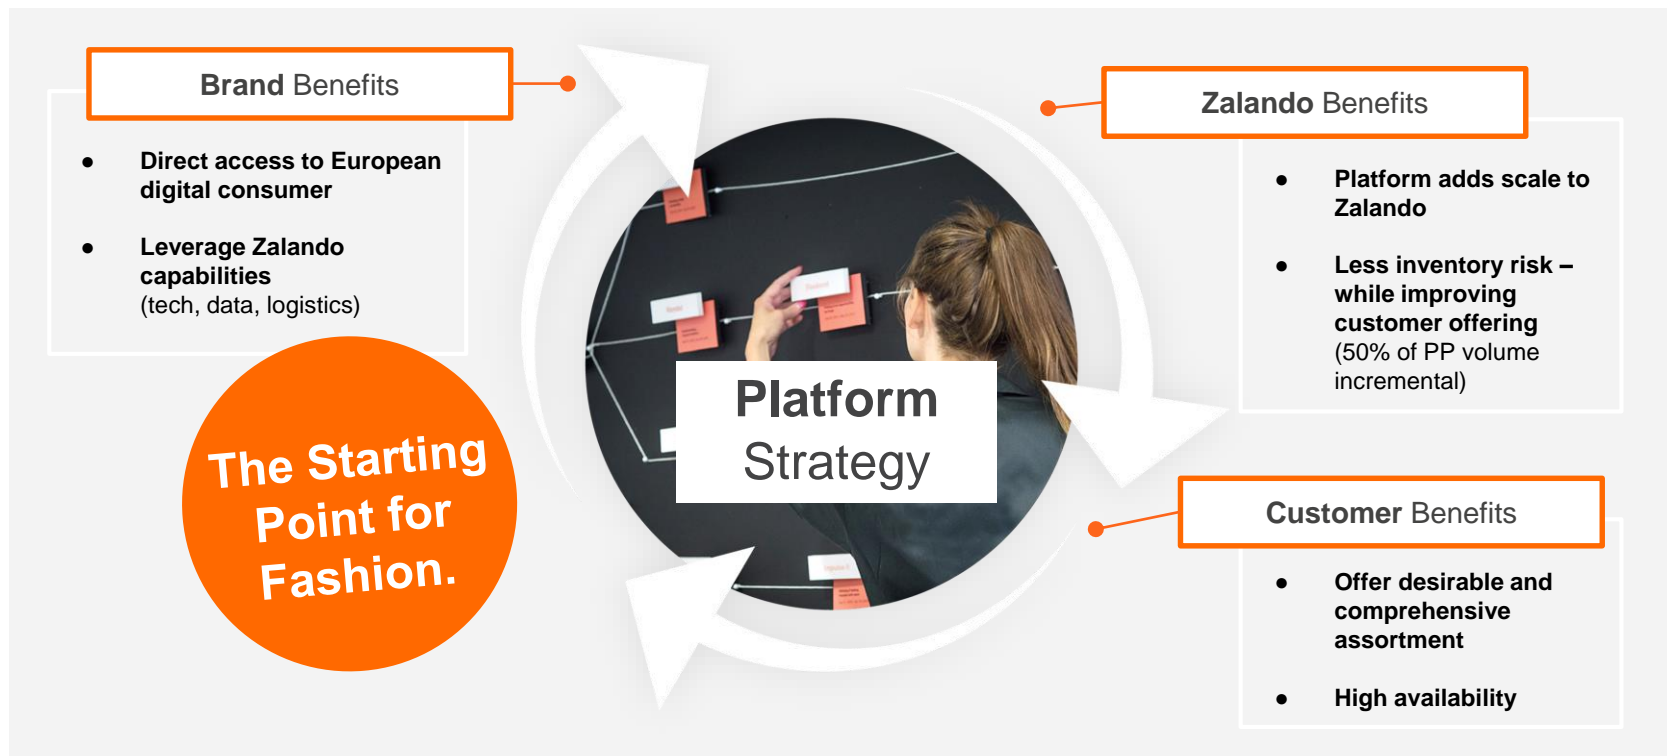 Brand Benefits
● Direct access to European
digital consumer
● Leverage Zalando
capabilities
(tech, data, logistics)
The Starting
Point for
Fashion.
Platform
Strategy
Zalando Benefits
● Platform adds scale to
Zalando
● Less inventory risk –
while improving
customer offering
(50% of PP volume
incremental)
Customer Benefits
● Offer desirable and
comprehensive
assortment
● High availability